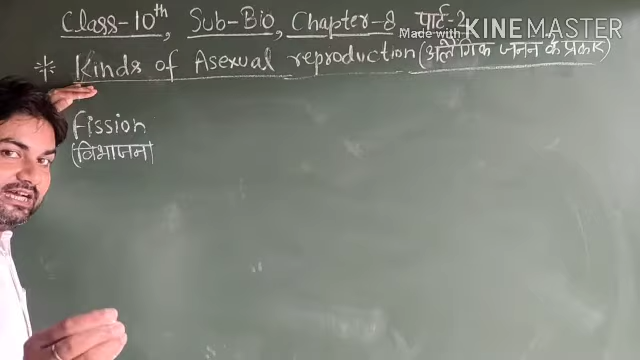 Class-10th, Sub-Bio, Chapter-8, पार्ट-2
Made with KINEMASTER
* Kinds of Asexual reproduction (अलैंगिक जनन के प्रकार)
Fission
(विभाजन)